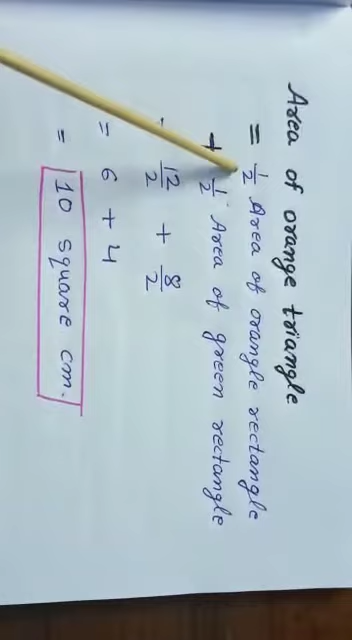 Area of orange triangle
= 1/2 Area of orangle rectangle
+ 1/2 Area of green rectangle
= 12/2 + 8/2
= 6 + 4
= 10 square cm.